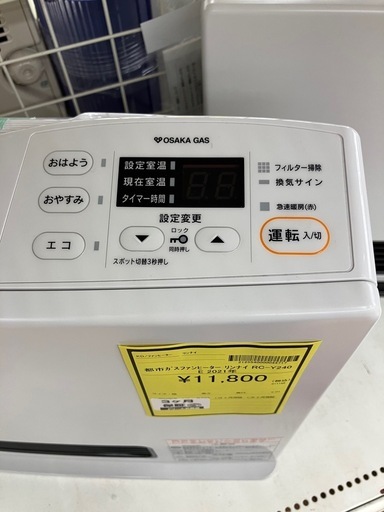 OSAKA GAS
おはよう
おやすみ
エコ
設定室温
現在室温
タイマー時間
設定変更
ロック
同時押し
スポット切替3秒押し
フィルター掃除
換気サイン
急速暖房(赤)
運転 入/切
都市ガスファンヒーター リンナイ RC-Y240
E 2021年
¥11,800
3ヶ月